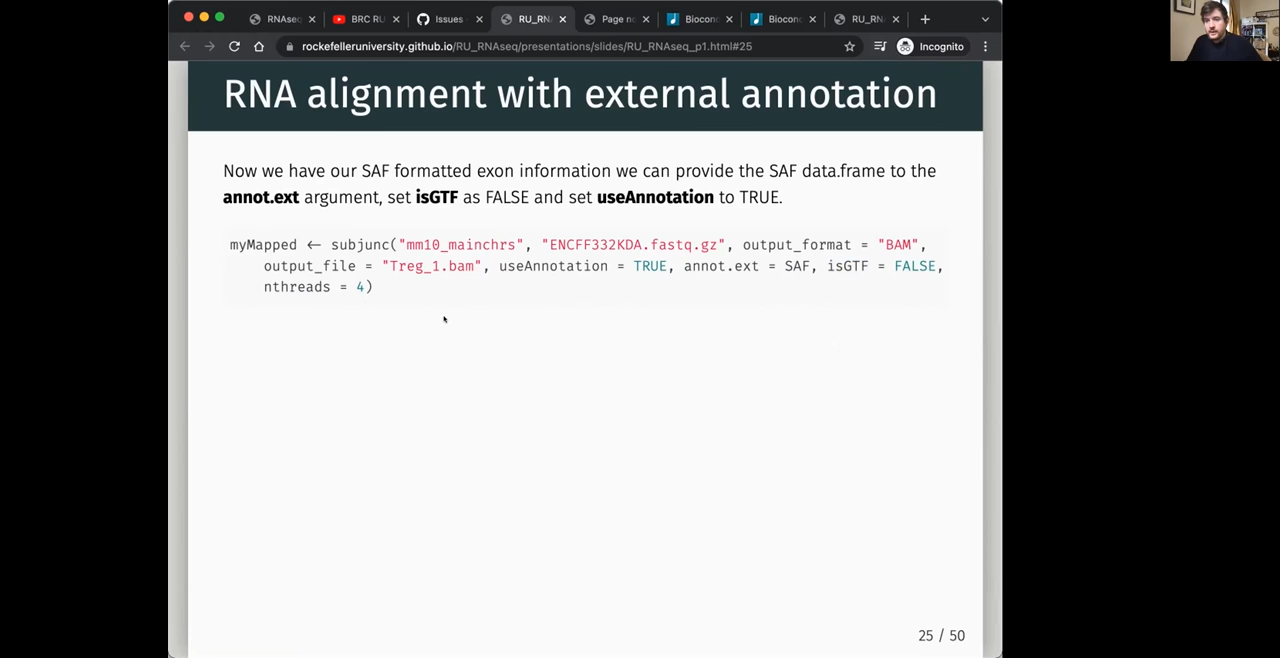 RNAseq
BRC RU
Issues
RU_RN
Page no
Biocon
Biocon
RU_RN
rockefelleruniversity.github.io/RU_RNAseq/presentations/slides/RU_RNAseq_p1.html#25
Incognito
RNA alignment with external annotation
Now we have our SAF formatted exon information we can provide the SAF data.frame to the
annot.ext argument, set isGTF as FALSE and set useAnnotation to TRUE.
myMapped <- subjunc("mm10_mainchrs", "ENCFF332KDA.fastq.gz", output_format = "BAM",
output_file = "Treg_1.bam", useAnnotation = TRUE, annot.ext = SAF, isGTF = FALSE,
nthreads = 4)
25 / 50